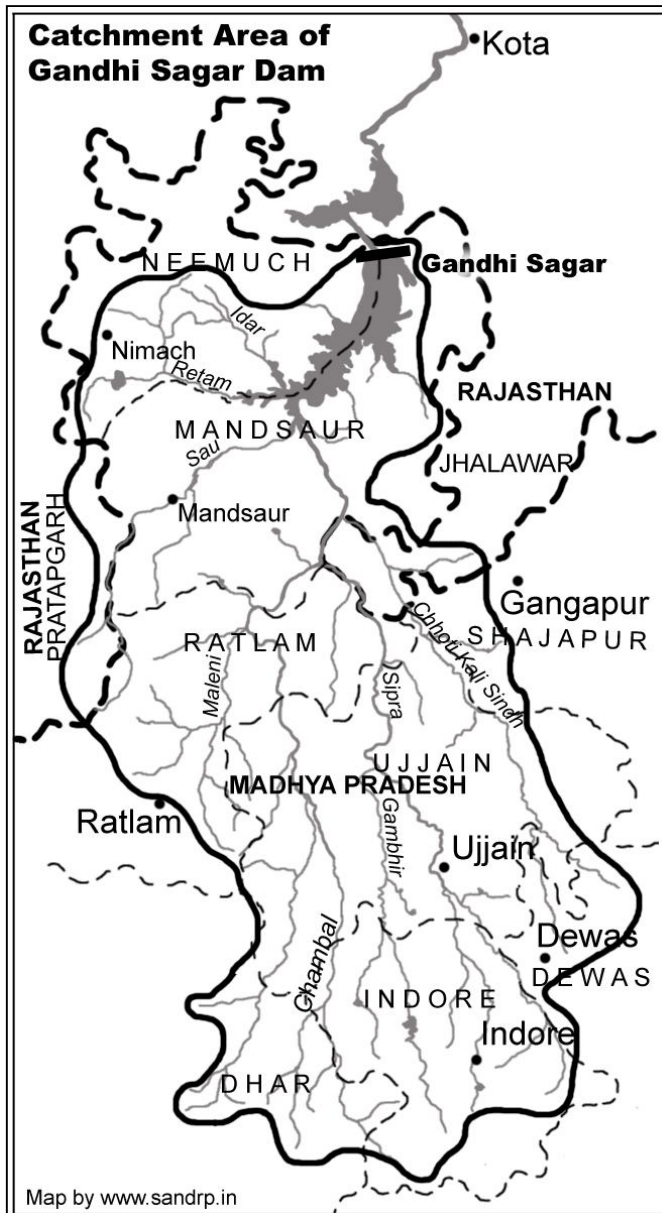 Catchment Area of
Gandhi Sagar Dam
Kota
NEEMUCH
Gandhi Sagar
Idar
Nimach
Retam
RAJASTHAN
MANDSAUR
Sau
JHALAWAR
Mandsaur
RAJASTHAN
PRATAPGARH
Gangapur
Chhoti Kali Sindh
SHAJAPUR
RATLAM
Maleni
Sipra
UJJAIN
MADHYA PRADESH
Ratlam
Gambhir
Ujjain
Chambal
Dewas
DEWAS
INDORE
Indore
DHAR
Map by www.sandrp.in